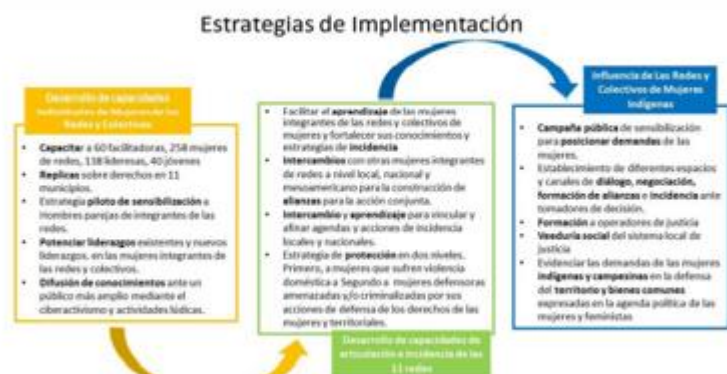 Estrategias de Implementación
Desarrollo de capacidades
Individuales de Mujeres de las
Redes y Colectivos
• Capacitar a 60 facilitadoras, 258 mujeres
de redes, 138 lideresas, 40 jóvenes
• Replicas sobre derechos en 11
municipios.
• Estrategia piloto de sensibilización a
Hombres parejas de integrantes de las
redes.
• Potenciar liderazgos existentes y nuevos
liderazgos, en las mujeres integrantes de
las redes y colectivos.
• Difusión de conocimientos ante un
público más amplio mediante el
ciberactivismo y actividades lúdicas.
• Facilitar el aprendizaje de las mujeres
integrantes de las redes y colectivos de
mujeres y fortalecer sus conocimientos y
estrategias de incidencia
• Intercambios con otras mujeres integrantes
de redes a nivel local, nacional y
mesoamericano para la construcción de
alianzas para la acción conjunta.
• Intercambio y aprendizaje para vincular y
afinar agendas y acciones de incidencia
locales y nacionales.
• Estrategia de protección en dos niveles.
Primero, a mujeres que sufren violencia
doméstica a Segundo a mujeres defensoras
amenazadas y/o criminalizadas por sus
acciones de defensa de los derechos de las
mujeres y territoriales.
Desarrollo de capacidades de
articulación e incidencia de las
11 redes
Influencia de Las Redes y
Colectivos de Mujeres
Indígenas
• Campaña pública de sensibilización
para posicionar demandas de las
mujeres.
• Establecimiento de diferentes espacios
y canales de diálogo, negociación,
formación de alianzas e incidencia ante
tomadores de decisión.
• Formación a operadores de justicia
• Veeduría social del sistema local de
justicia
• Evidenciar las demandas de las mujeres
indígenas y campesinas en la defensa
del territorio y bienes comunes
expresadas en la agenda política de las
mujeres y feministas